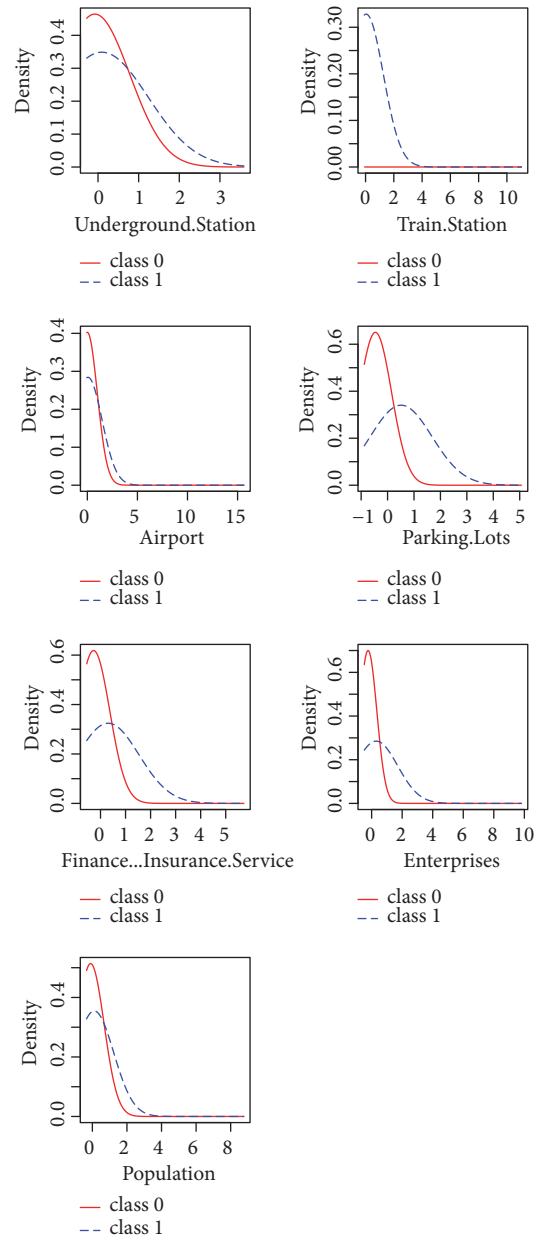 Density
0.0 0.1 0.2 0.3 0.4
0 1 2 3
Underground.Station
class 0
class 1
Density
0.00 0.10 0.20 0.30
0 2 4 6 8 10
Train.Station
class 0
class 1
Density
0.0 0.1 0.2 0.3 0.4
0 5 10 15
Airport
class 0
class 1
Density
0.0 0.2 0.4 0.6
−1 0 1 2 3 4 5
Parking.Lots
class 0
class 1
Density
0.0 0.2 0.4 0.6
0 1 2 3 4 5
Finance...Insurance.Service
class 0
class 1
Density
0.0 0.2 0.4 0.6
0 2 4 6 8 10
Enterprises
class 0
class 1
Density
0.0 0.2 0.4
0 2 4 6 8
Population
class 0
class 1